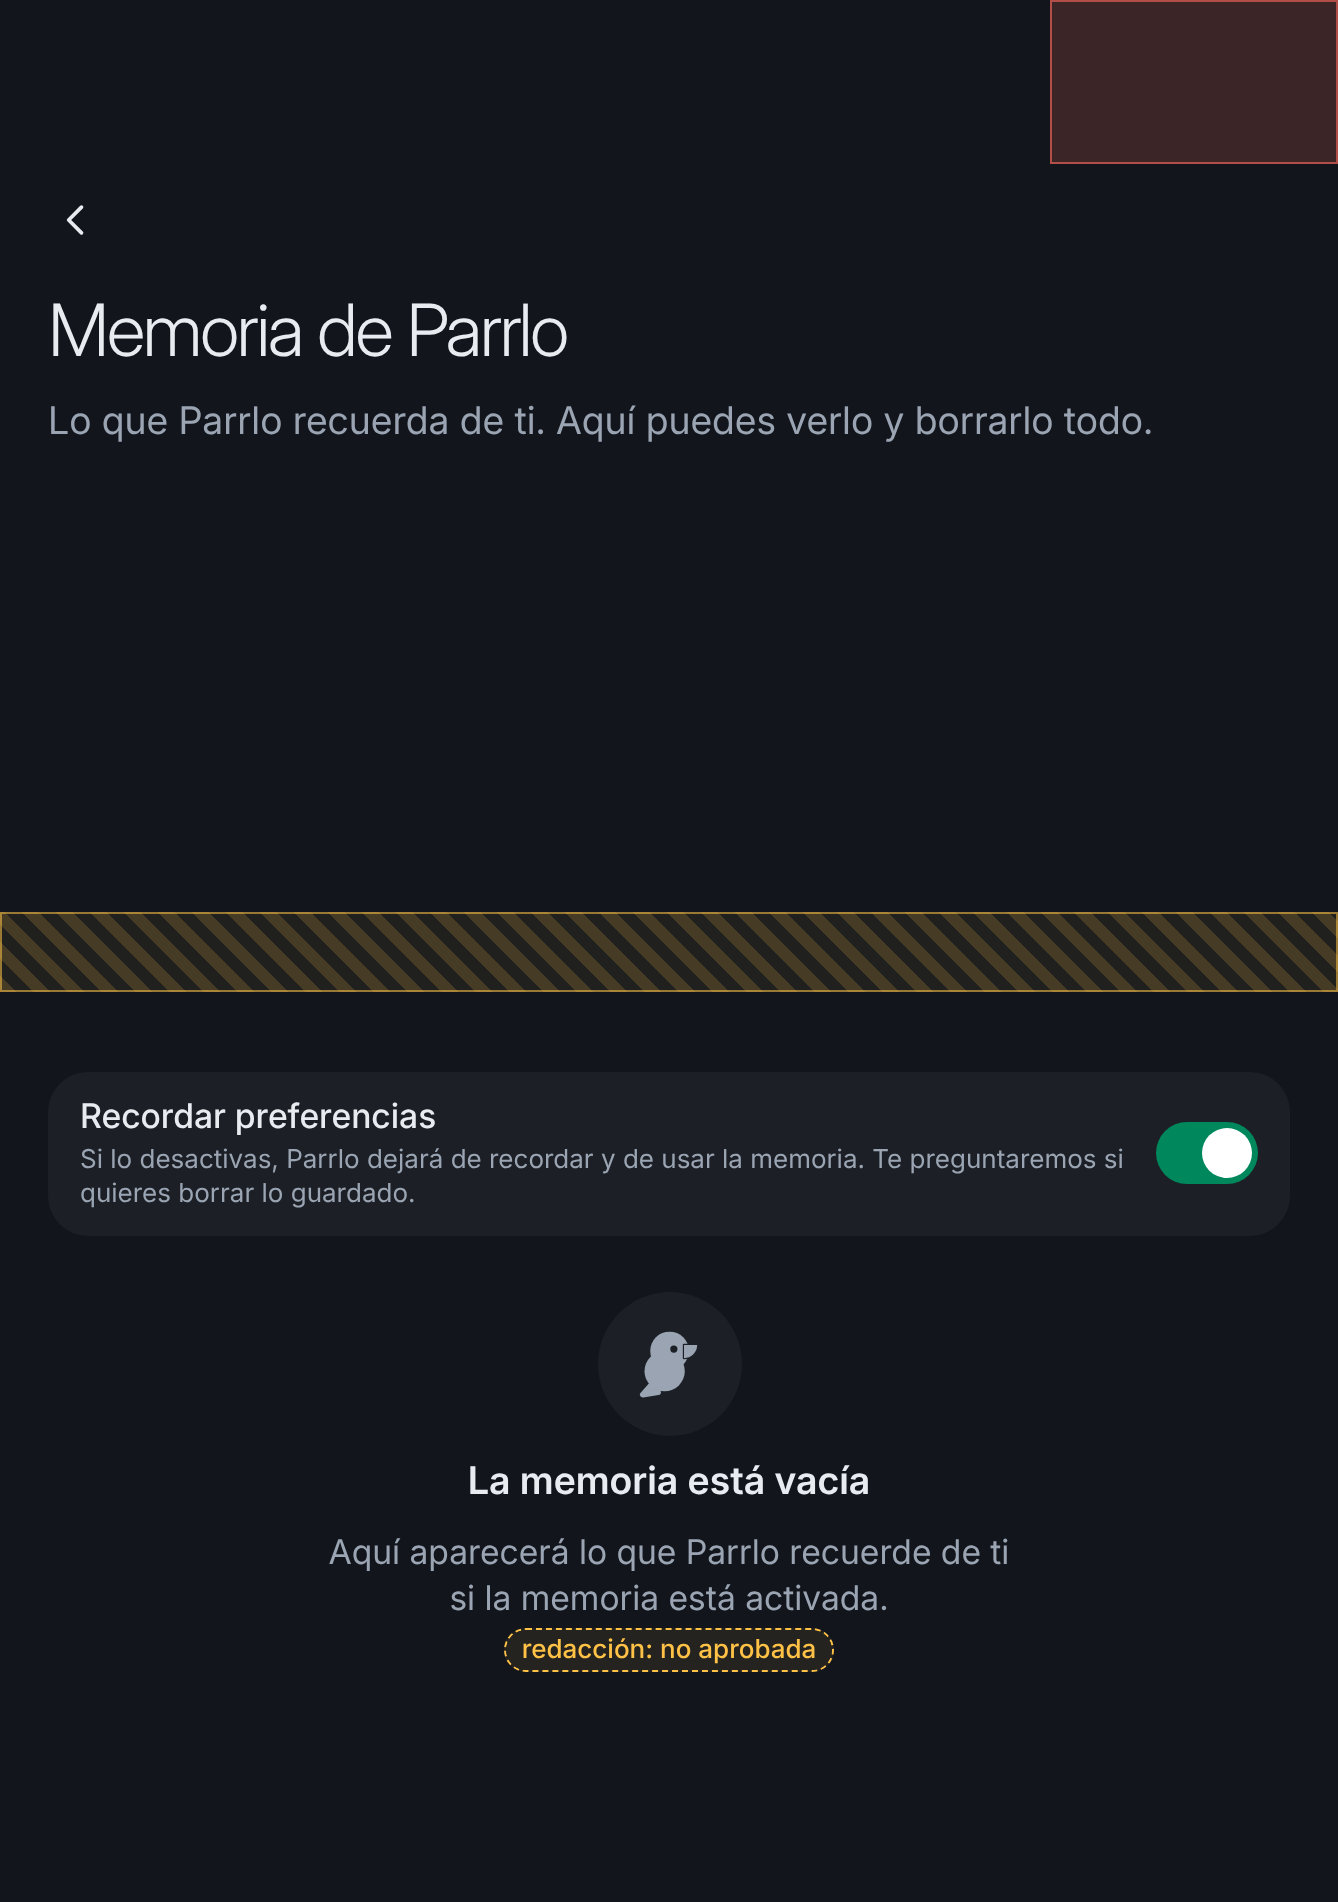 Memoria de Parrlo
Lo que Parrlo recuerda de ti. Aquí puedes verlo y borrarlo todo.
Recordar preferencias
Si lo desactivas, Parrlo dejará de recordar y de usar la memoria. Te preguntaremos si
quieres borrar lo guardado.
La memoria está vacía
Aquí aparecerá lo que Parrlo recuerde de ti
si la memoria está activada.
redacción: no aprobada